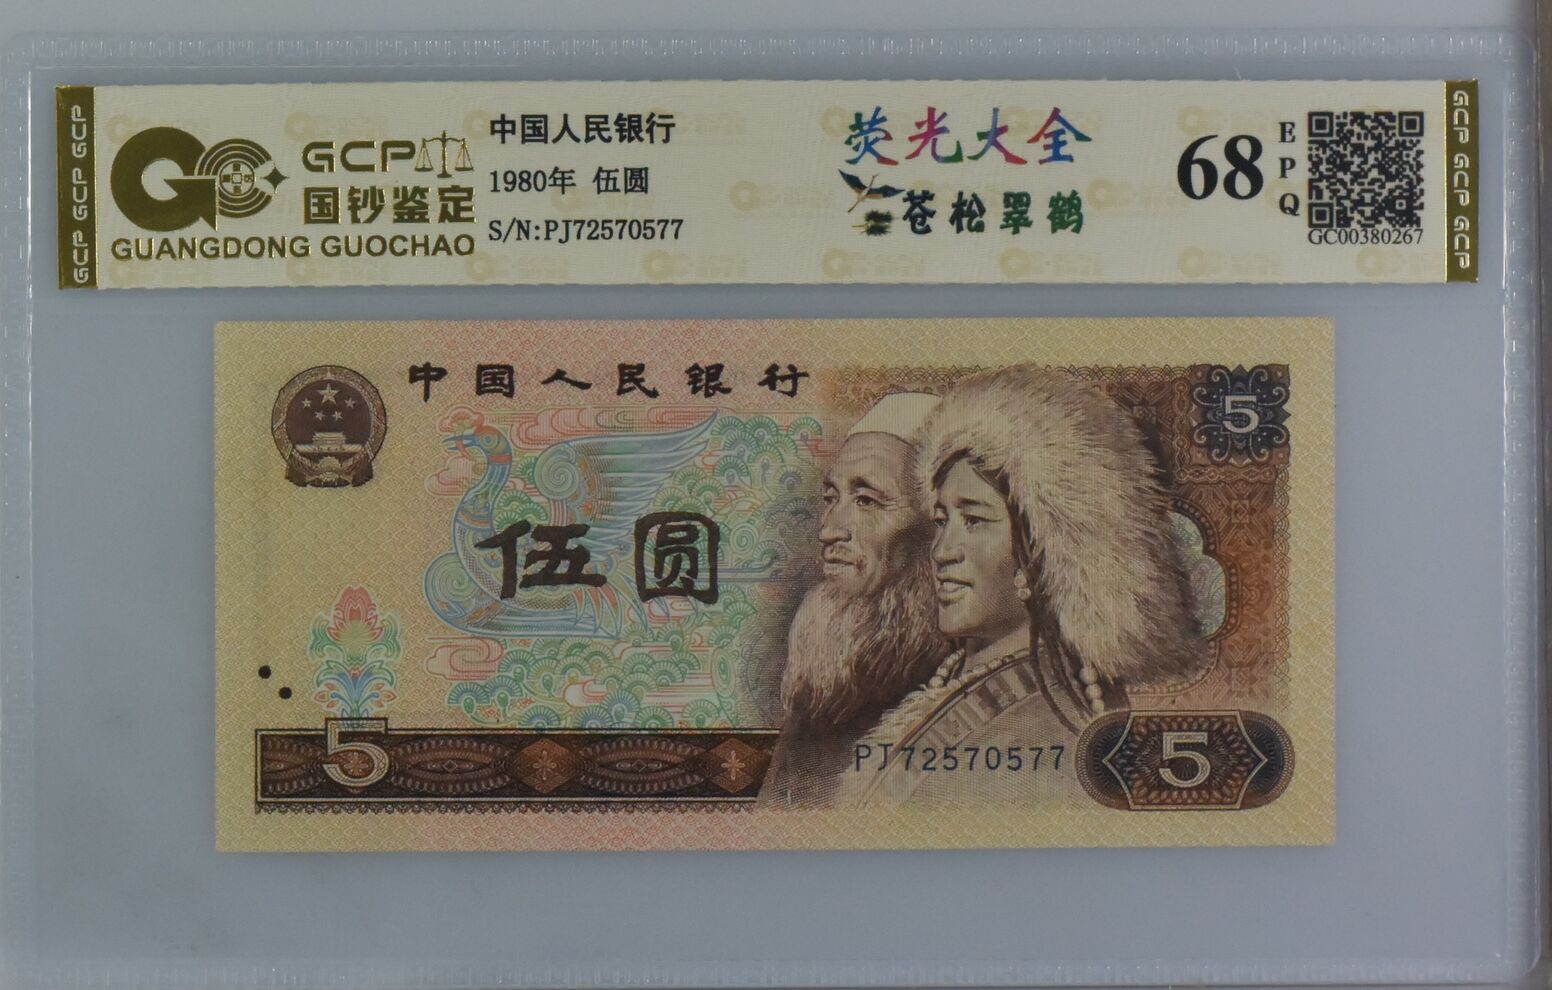 GCP GCP GCP
GCP
国钞鉴定
GUANGDONG GUOCHAO
中国人民银行
1980年 伍圆
S/N:PJ72570577
荧光大全
苍松翠鹤
68
EPQ
GC00380267
GCP GCP GCP
中国人民银行
5
伍圆
5
PJ72570577
5